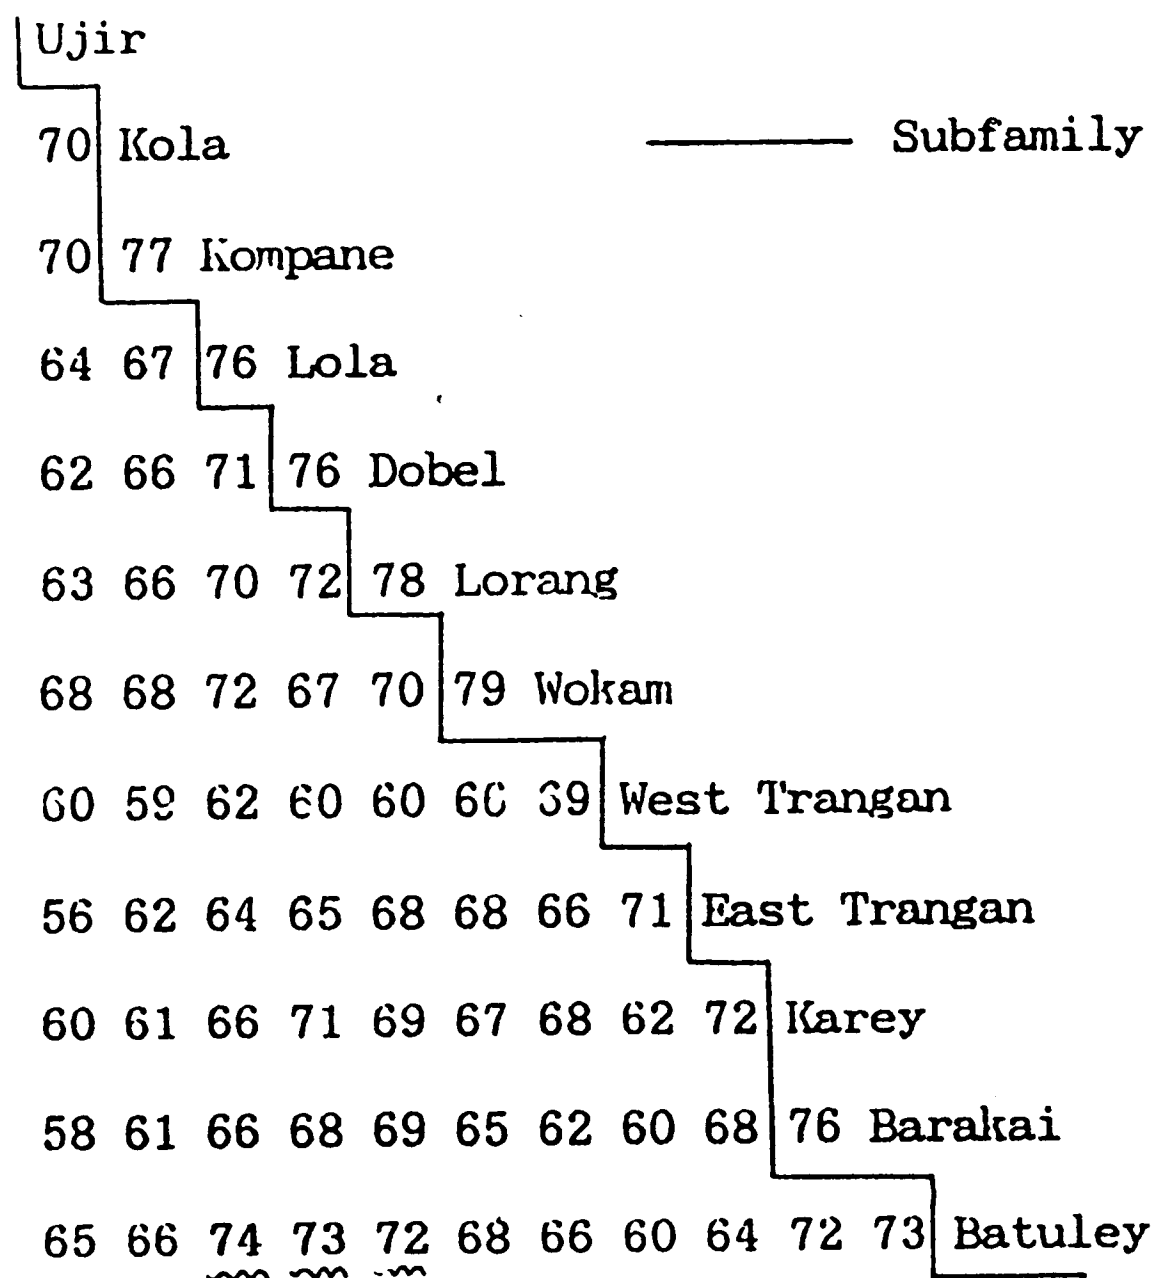 Ujir
70 Kola
Subfamily
70 77 Kompane
64 67 76 Lola
62 66 71 76 Dobel
63 66 70 72 78 Lorang
68 68 72 67 70 79 Wokam
60 59 62 60 60 West Trangan
56 62 64 65 68 68 66 71 East Trangan
60 61 66 71 69 67 68 62 72 Karey
58 61 66 68 69 65 62 60 68 76 Barakai
65 66 74 73 72 68 66 60 64 72 73 Batuley